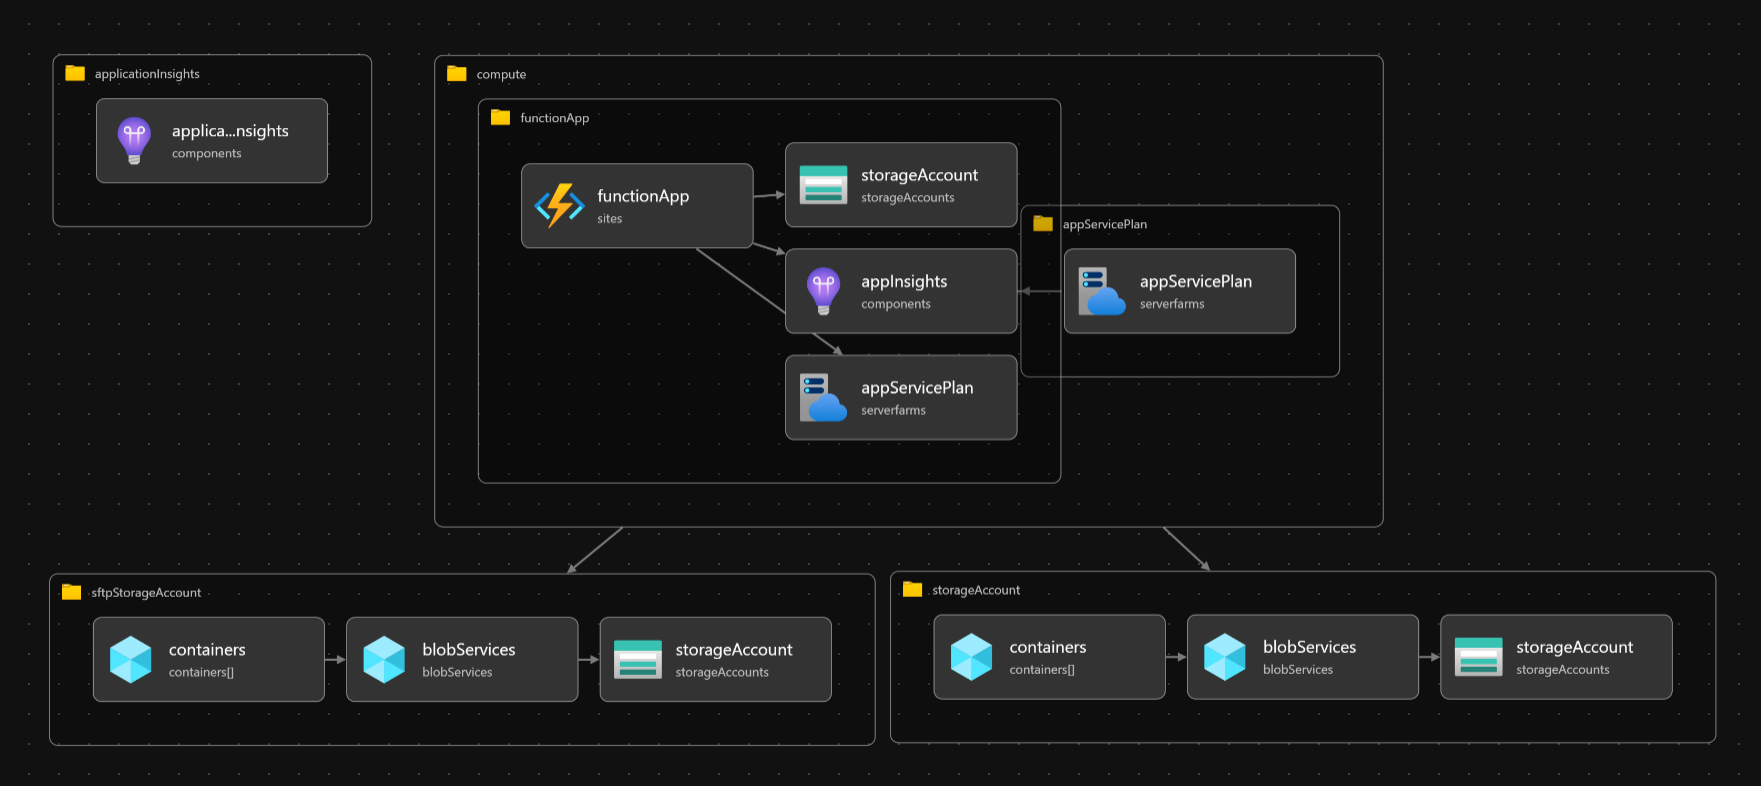 applicationInsights
applica...nsights
components
compute
functionApp
functionApp
sites
storageAccount
storageAccounts
appInsights
components
appServicePlan
serverfarms
appServicePlan
appServicePlan
serverfarms
sftpStorageAccount
containers
containers[]
blobServices
blobServices
storageAccount
storageAccounts
storageAccount
containers
containers[]
blobServices
blobServices
storageAccount
storageAccounts